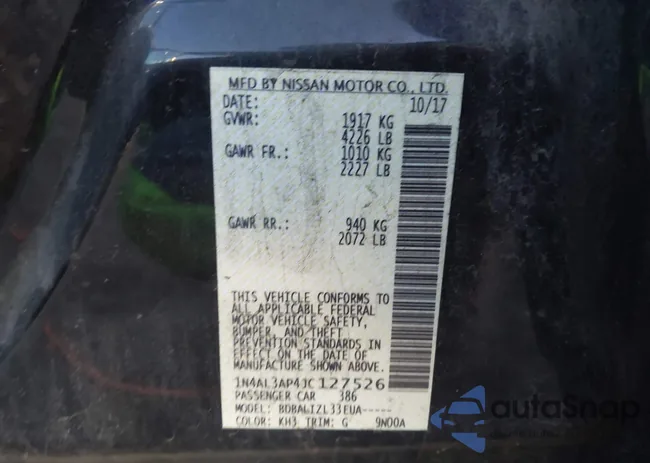 MFD BY NISSAN MOTOR CO., LTD.
DATE: 10/17
GVWR: 1917 KG
4226 LB
GAWR FR.: 1010 KG
2227 LB
GAWR RR.: 940 KG
2072 LB
THIS VEHICLE CONFORMS TO
ALL APPLICABLE FEDERAL
MOTOR VEHICLE SAFETY,
BUMPER, AND THEFT
PREVENTION STANDARDS IN
EFFECT ON THE DATE OF
MANUFACTURE SHOWN ABOVE.
1N4AL3AP4JC127526
PASSENGER CAR 386
MODEL: BDBALIZL33EUA-----
COLOR: KH3 TRIM: G 9N00A
autoSnap